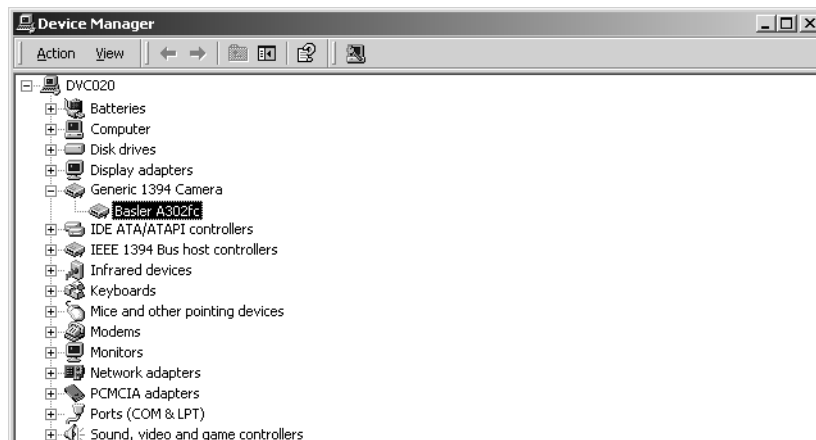 Device Manager
Action View
DVC020
Batteries
Computer
Disk drives
Display adapters
Generic 1394 Camera
Basler A302fc
IDE ATA/ATAPI controllers
IEEE 1394 Bus host controllers
Infrared devices
Keyboards
Mice and other pointing devices
Modems
Monitors
Network adapters
PCMCIA adapters
Ports (COM & LPT)
Sound, video and game controllers